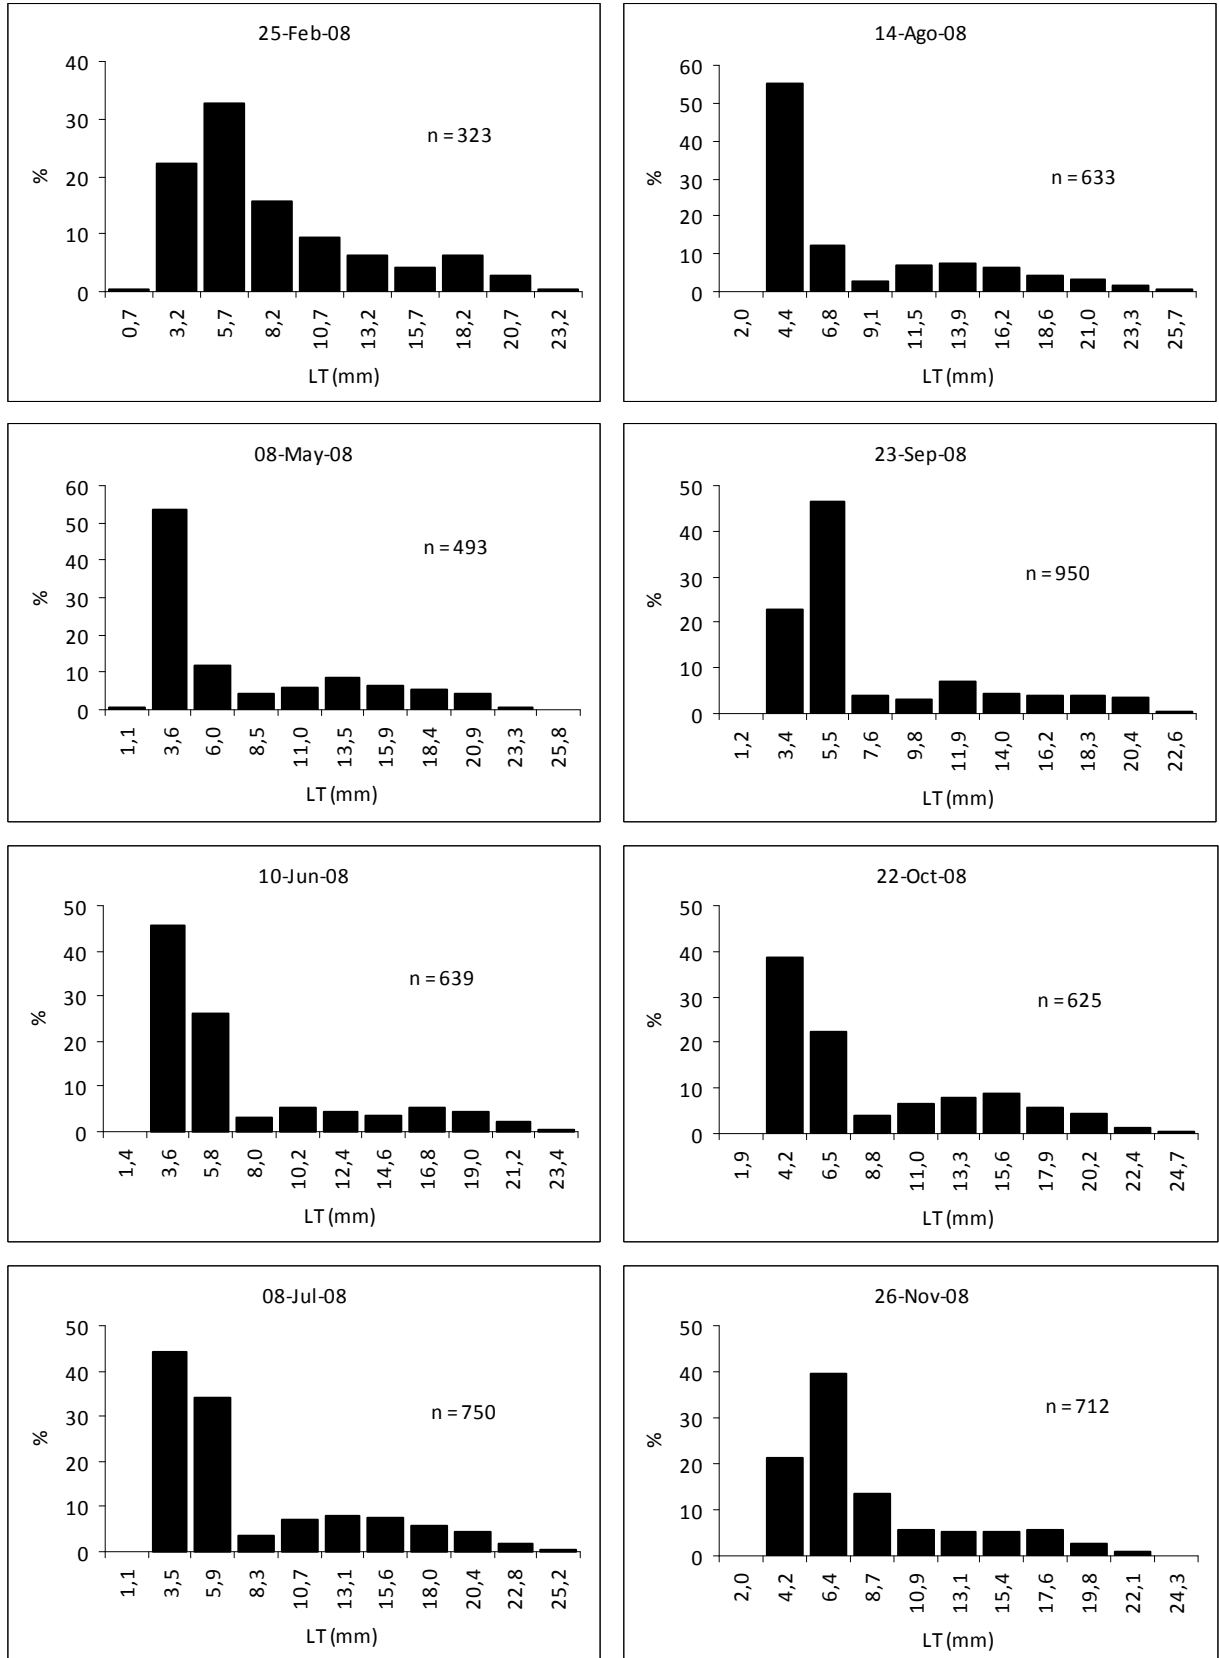 25-Feb-08
40
30
20
10
0
%
n = 323
0,7 3,2 5,7 8,2 10,7 13,2 15,7 18,2 20,7 23,2
LT (mm)
14-Ago-08
60
50
40
30
20
10
0
%
n = 633
2,0 4,4 6,8 9,1 11,5 13,9 16,2 18,6 21,0 23,3 25,7
LT (mm)
08-May-08
60
50
40
30
20
10
0
%
n = 493
1,1 3,6 6,0 8,5 11,0 13,5 15,9 18,4 20,9 23,3 25,8
LT (mm)
23-Sep-08
50
40
30
20
10
0
%
n = 950
1,2 3,4 5,5 7,6 9,8 11,9 14,0 16,2 18,3 20,4 22,6
LT (mm)
10-Jun-08
50
40
30
20
10
0
%
n = 639
1,4 3,6 5,8 8,0 10,2 12,4 14,6 16,8 19,0 21,2 23,4
LT (mm)
22-Oct-08
50
40
30
20
10
0
%
n = 625
1,9 4,2 6,5 8,8 11,0 13,3 15,6 17,9 20,2 22,4 24,7
LT (mm)
08-Jul-08
50
40
30
20
10
0
%
n = 750
1,1 3,5 5,9 8,3 10,7 13,1 15,6 18,0 20,4 22,8 25,2
LT (mm)
26-Nov-08
50
40
30
20
10
0
%
n = 712
2,0 4,2 6,4 8,7 10,9 13,1 15,4 17,6 19,8 22,1 24,3
LT (mm)